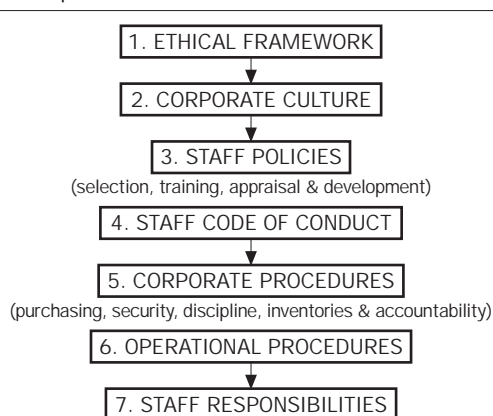 1. ETHICAL FRAMEWORK
2. CORPORATE CULTURE
3. STAFF POLICIES
(selection, training, appraisal & development)
4. STAFF CODE OF CONDUCT
5. CORPORATE PROCEDURES
(purchasing, security, discipline, inventories & accountability)
6. OPERATIONAL PROCEDURES
7. STAFF RESPONSIBILITIES